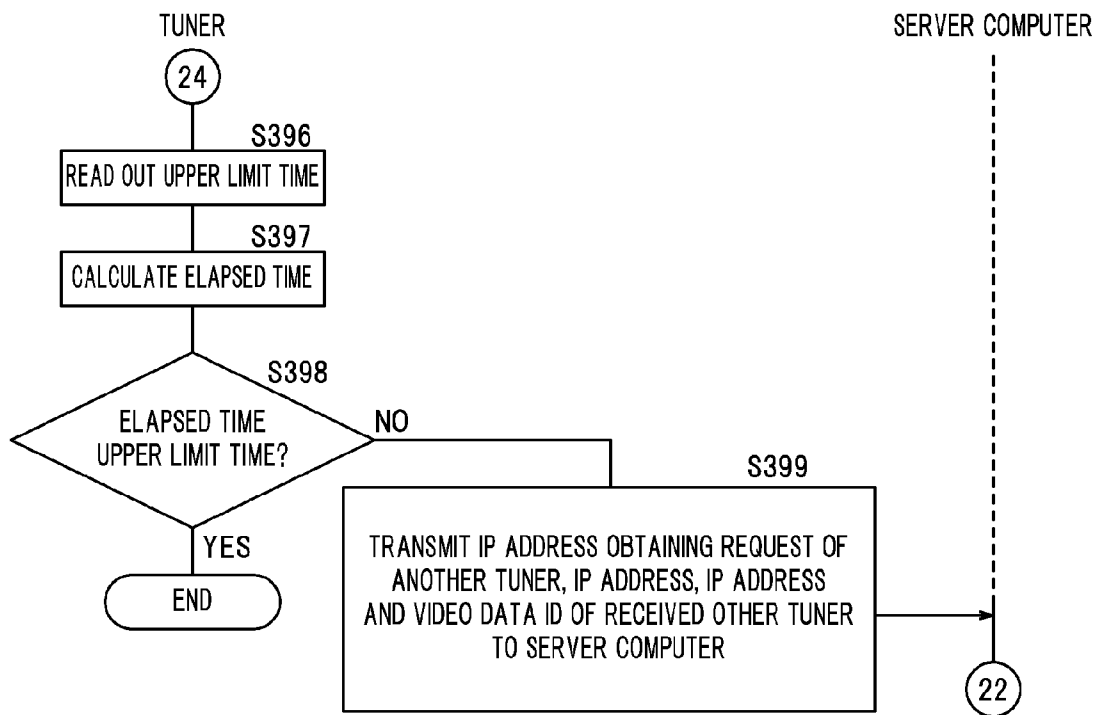 TUNER
SERVER COMPUTER
24
S396
READ OUT UPPER LIMIT TIME
S397
CALCULATE ELAPSED TIME
S398
ELAPSED TIME
UPPER LIMIT TIME?
NO
YES
END
S399
TRANSMIT IP ADDRESS OBTAINING REQUEST OF
ANOTHER TUNER, IP ADDRESS, IP ADDRESS
AND VIDEO DATA ID OF RECEIVED OTHER TUNER
TO SERVER COMPUTER
22